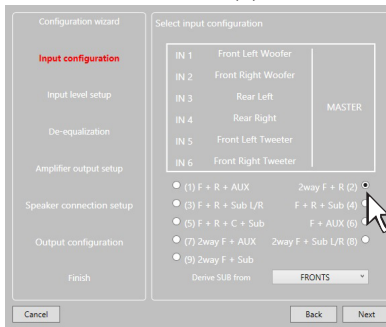 Configuration wizard
Select input configuration
Input configuration
Input level setup
De-equalization
Amplifier output setup
Speaker connection setup
Output configuration
Finish
IN 1 Front Left Woofer
IN 2 Front Right Woofer
IN 3 Rear Left
IN 4 Rear Right
IN 5 Front Left Tweeter
IN 6 Front Right Tweeter
MASTER
(1) F + R + AUX 2way F + R (2)
(3) F + R + Sub L/R F + R + Sub (4)
(5) F + R + C + Sub F + AUX (6)
(7) 2way F + AUX 2way F + Sub L/R (8)
(9) 2way F + Sub
Derive SUB from FRONTS
Cancel Back Next